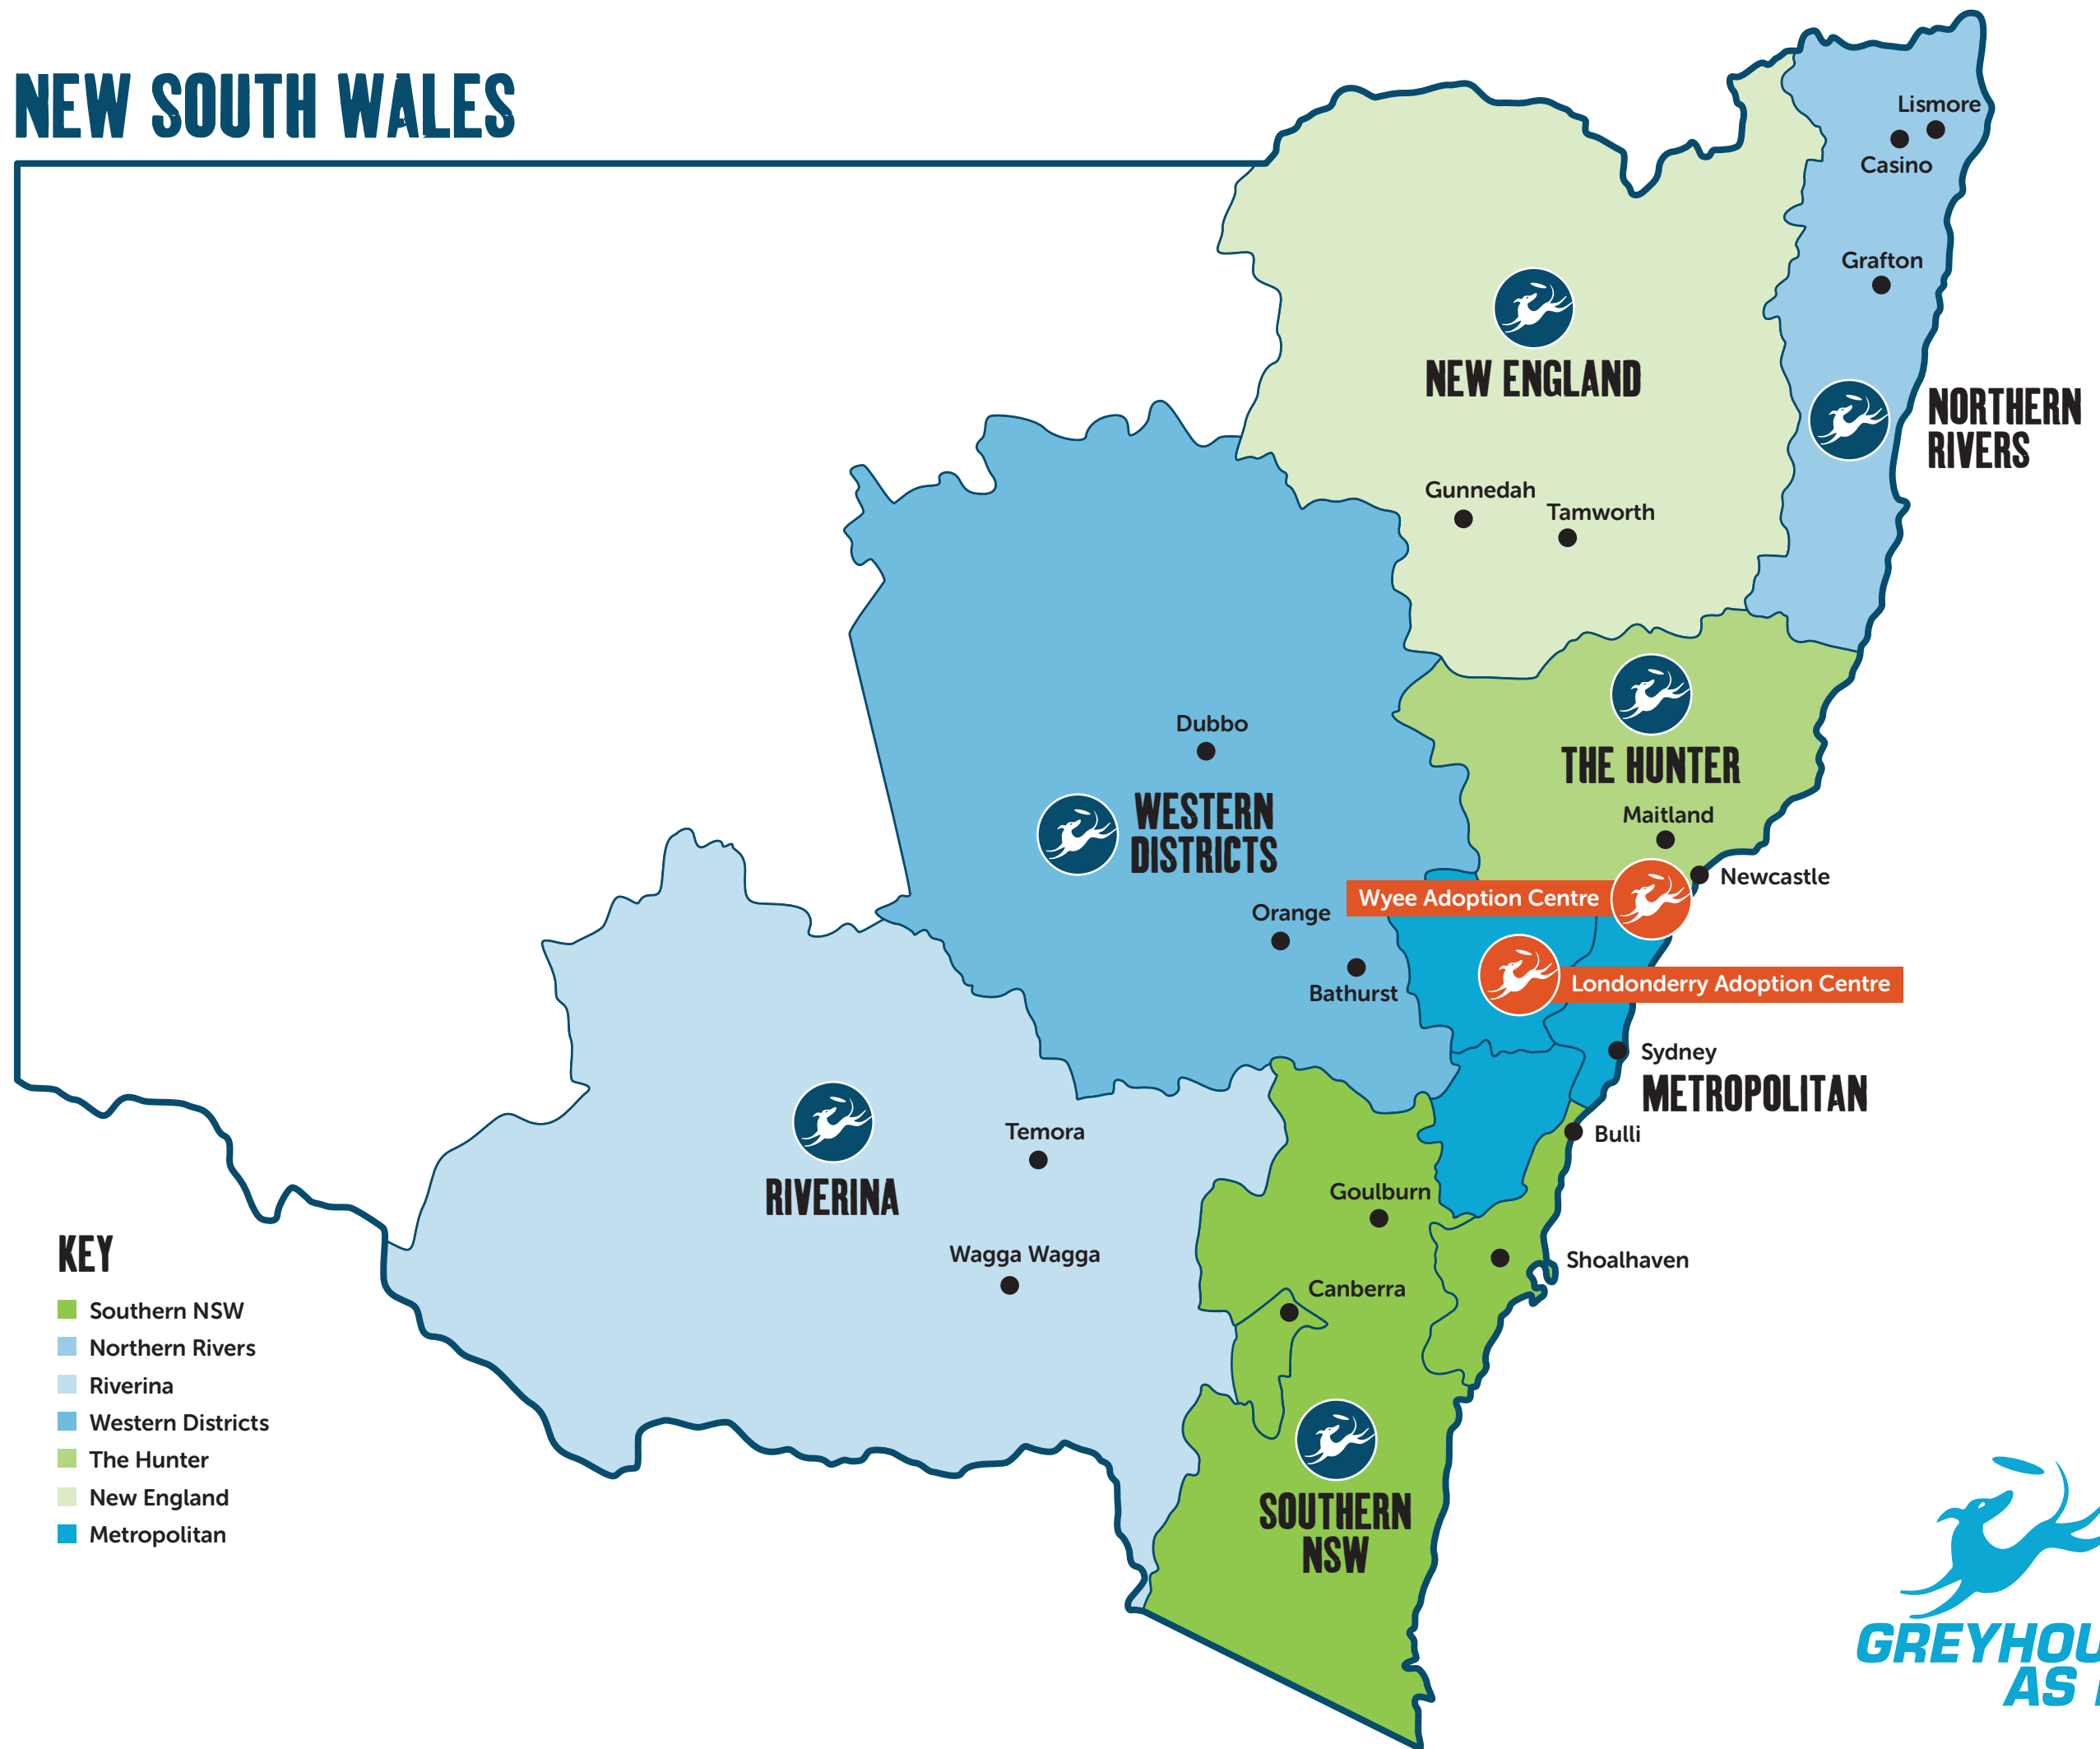 NEW SOUTH WALES
Lismore
Casino
Grafton
NEW ENGLAND
NORTHERN
RIVERS
Gunnedah
Tamworth
Dubbo
THE HUNTER
WESTERN
DISTRICTS
Maitland
Newcastle
Wyee Adoption Centre
Orange
Bathurst
Londonderry Adoption Centre
Sydney
METROPOLITAN
Bulli
Temora
RIVERINA
Goulburn
Wagga Wagga
Shoalhaven
Canberra
SOUTHERN
NSW
KEY
Southern NSW
Northern Rivers
Riverina
Western Districts
The Hunter
New England
Metropolitan
AS